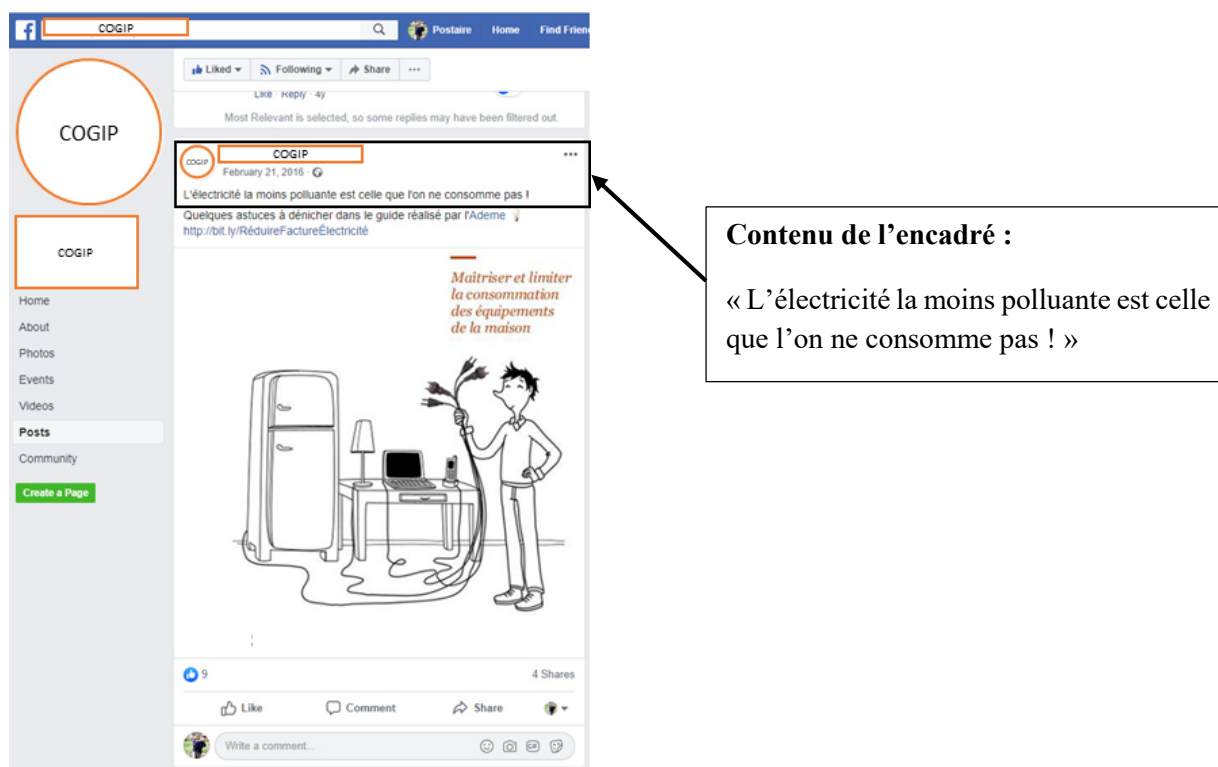 COGIP
Postaire Home Find Frien
Liked Following Share ...
COGIP
Like · Reply · 4y
Most Relevant is selected, so some replies may have been filtered out.
COGIP
COGIP
February 21, 2016 ·
L'électricité la moins polluante est celle que l'on ne consomme pas !
Quelques astuces à dénicher dans le guide réalisé par l'Ademe
http://bit.ly/RéduireFactureÉlectricité
COGIP
Home
About
Photos
Events
Videos
Posts
Community
Create a Page
Maîtriser et limiter
la consommation
des équipements
de la maison
9
4 Shares
Like Comment Share
Write a comment...
GIF
Contenu de l'encadré :
« L'électricité la moins polluante est celle
que l'on ne consomme pas ! »